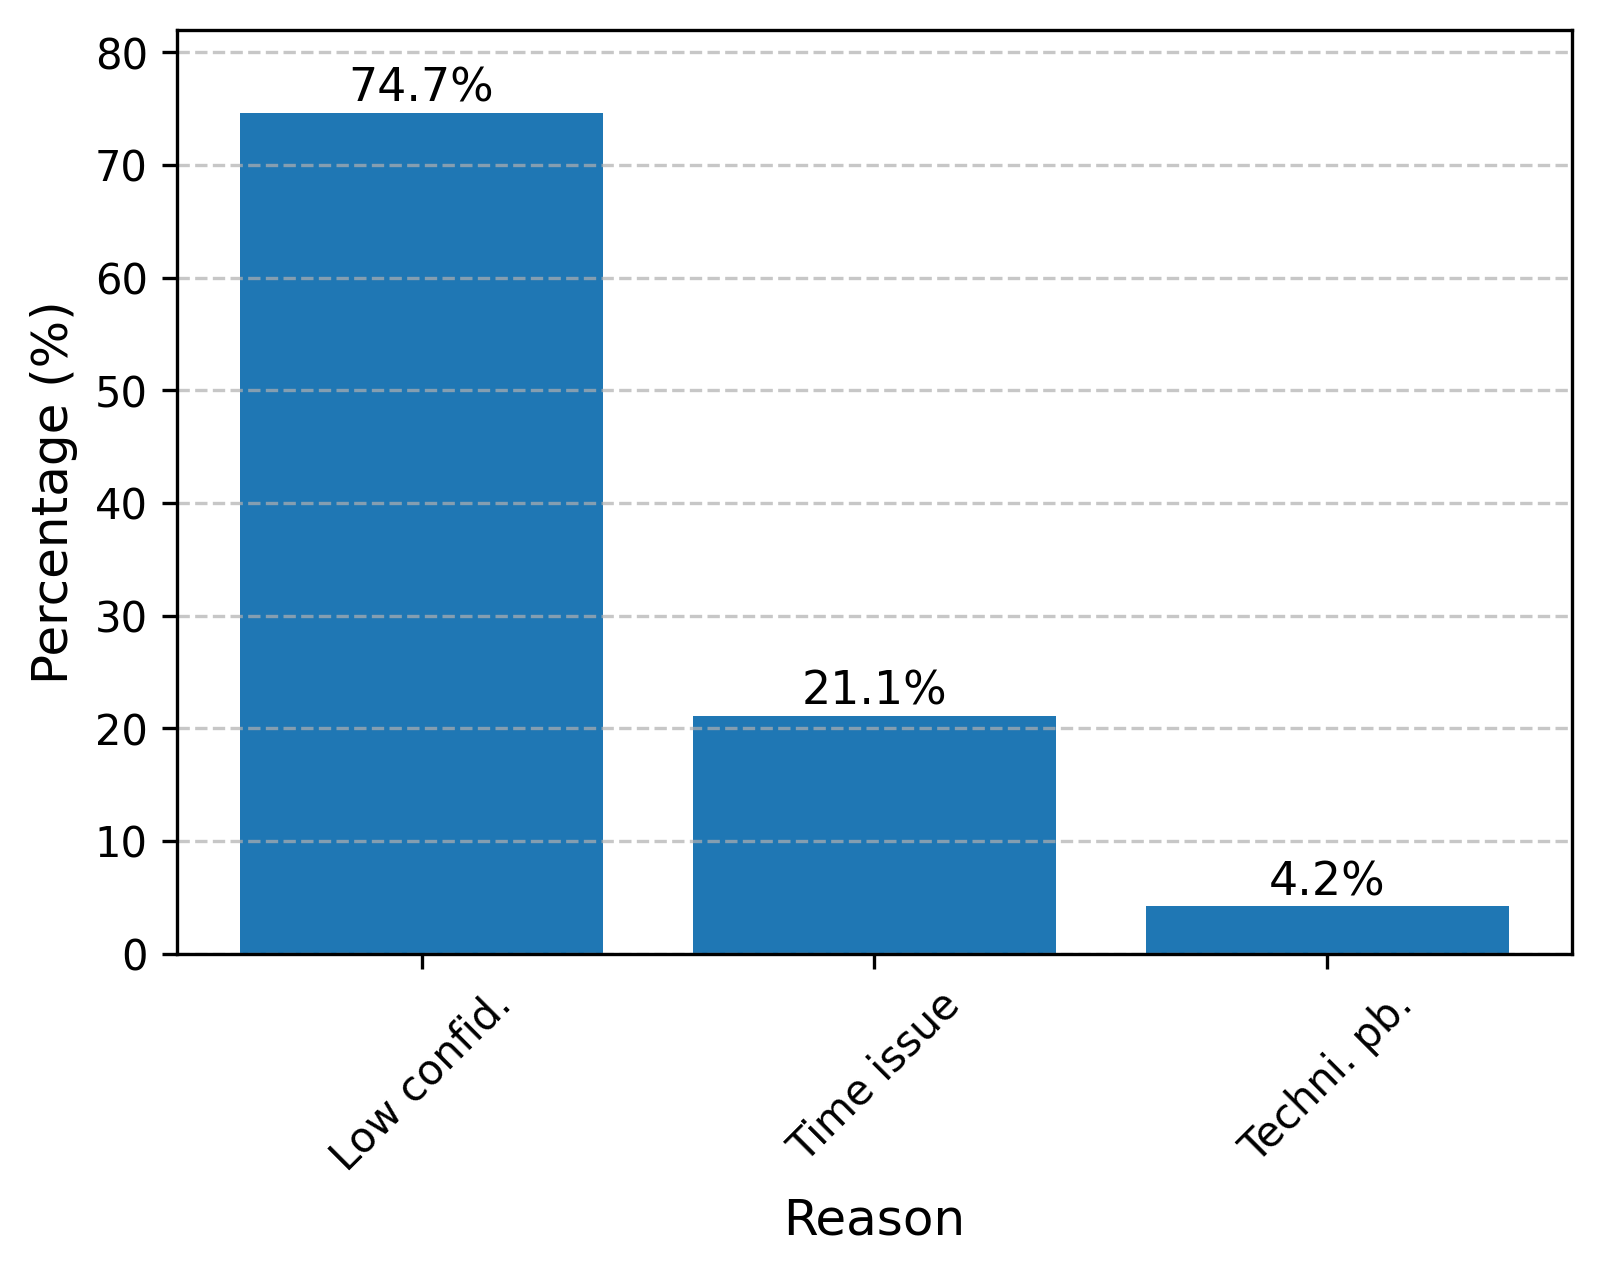 80
74.7%
70
60
50
40
30
21.1%
20
10
4.2%
0
Percentage (%)
Low confid.
Time issue
Techni. pb.
Reason